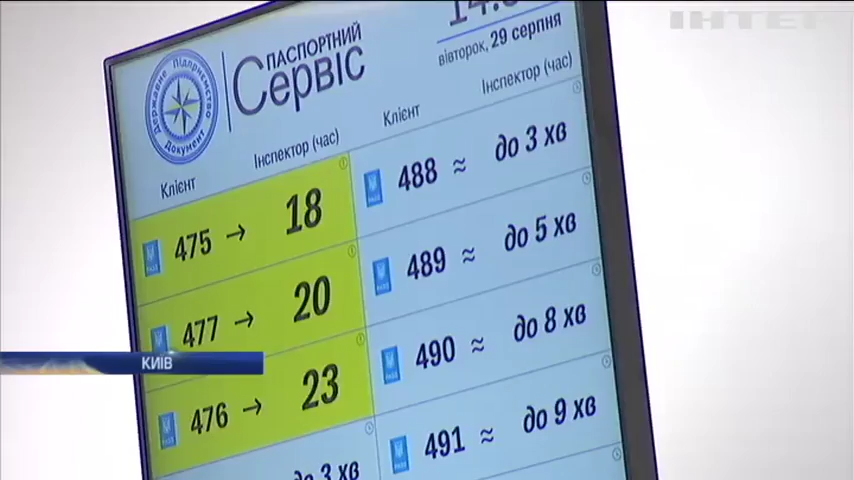 ІНТЕР
ПАСПОРТНИЙ
Сервіс
Державне Підприємство
Документ
вівторок, 29 серпня
Клієнт Інспектор (час)
Клієнт Інспектор (час)
475 → 18
477 → 20
476 → 23
до 3 хв
488 ≈ до 3 хв
489 ≈ до 5 хв
490 ≈ до 8 хв
491 ≈ до 9 хв
КИЇВ